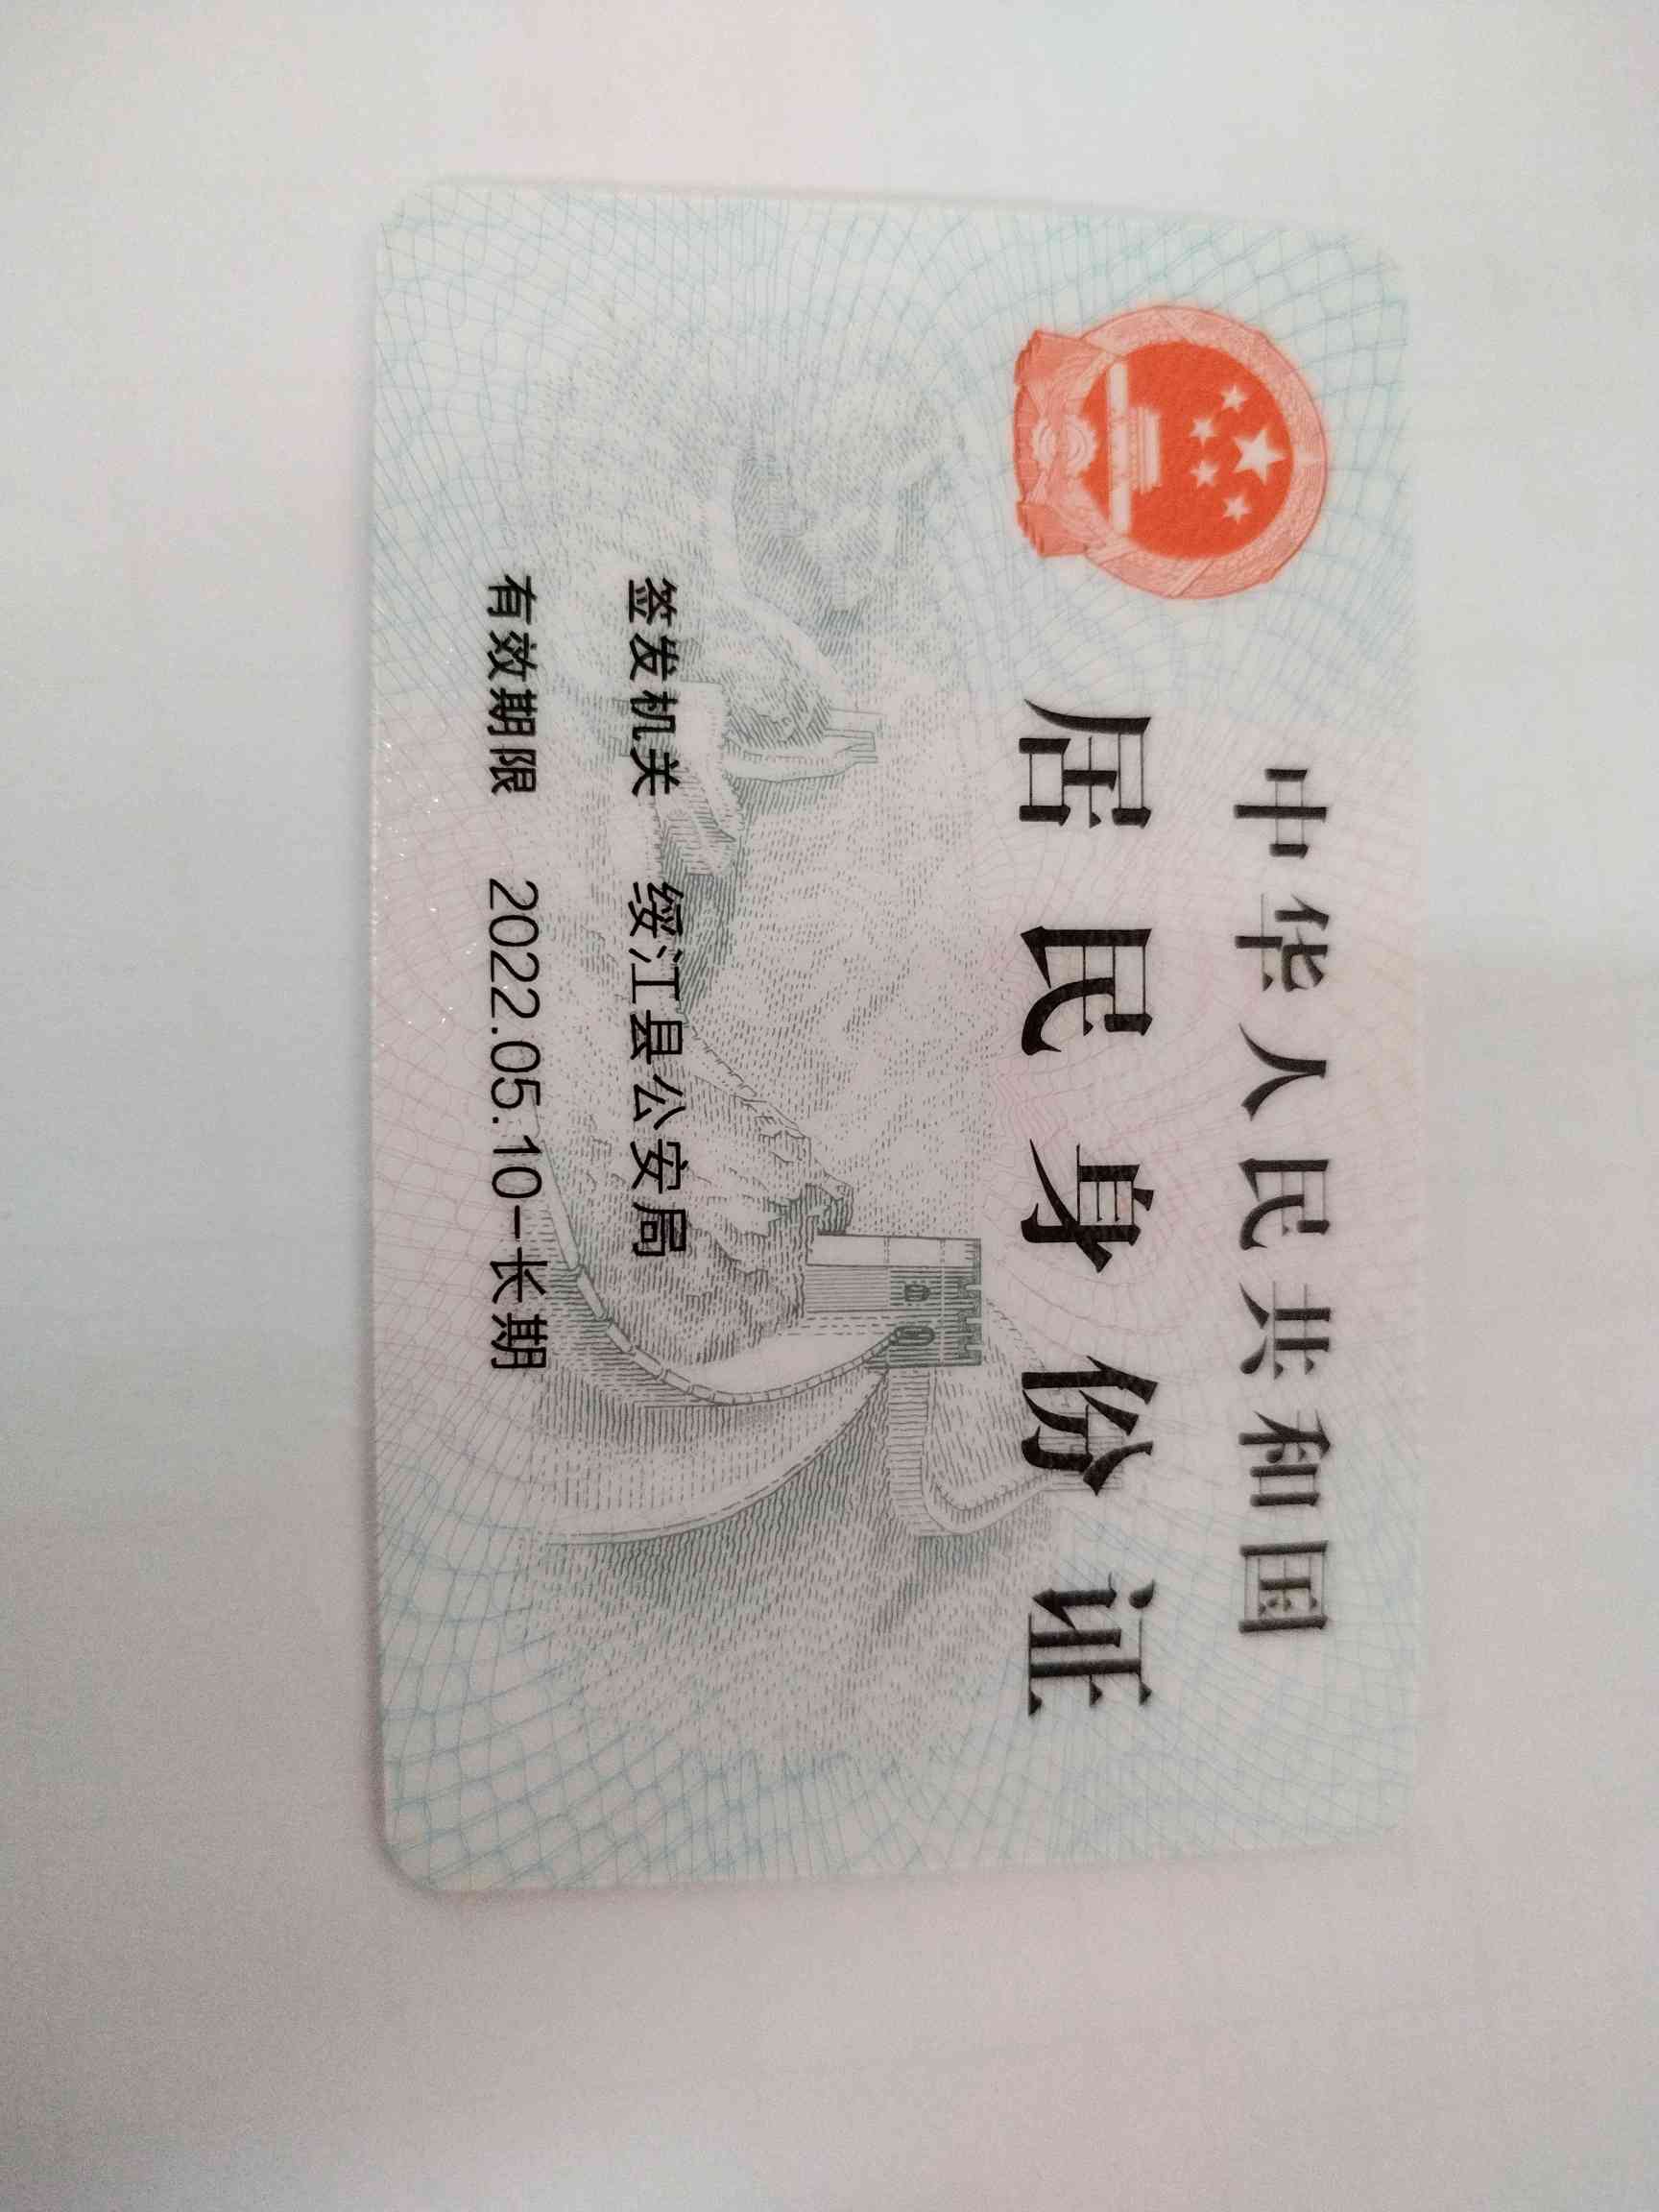 中华人民共和国
居民身份证
签发机关 绥江县公安局
有效期限 2022.05.10-长期